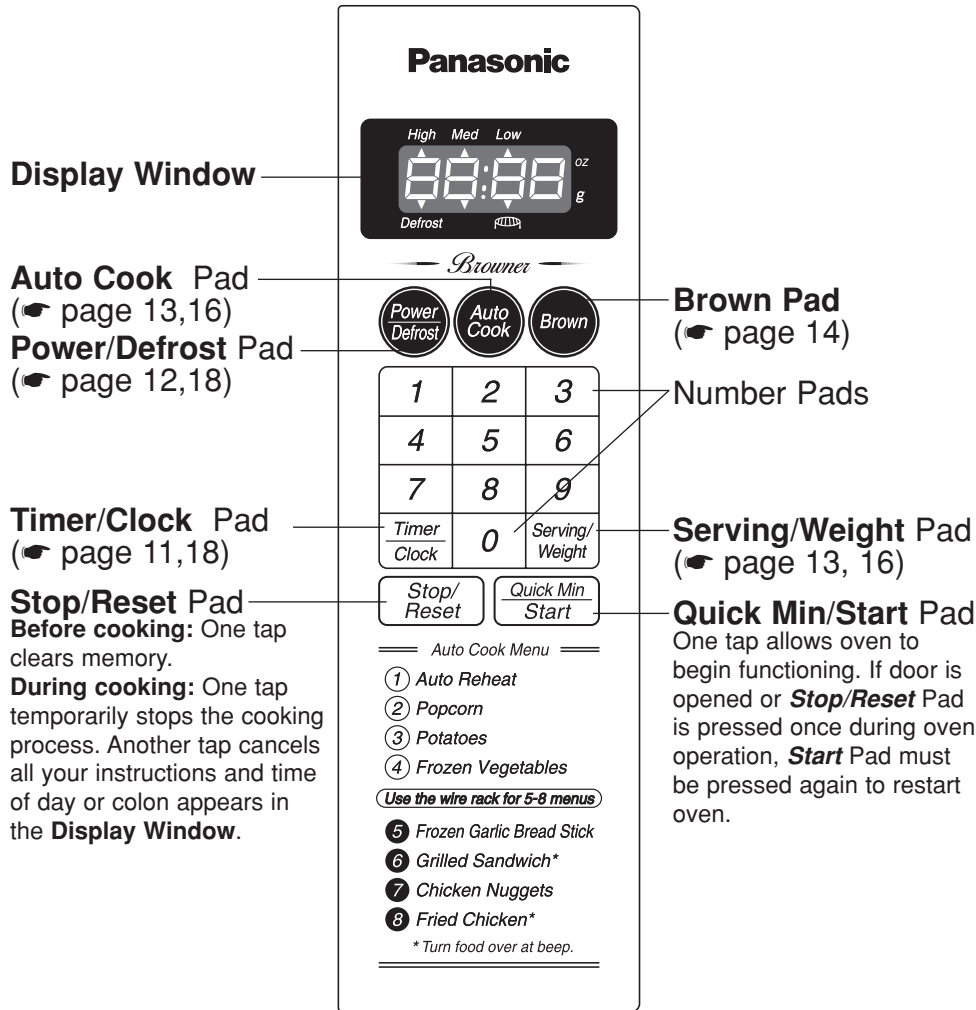 Panasonic
High Med Low
88:88
oz
g
Defrost
Browner
Power
Defrost
Auto
Cook
Brown
1 2 3
4 5 6
7 8 9
Timer
Clock
0
Serving/
Weight
Stop/
Reset
Quick Min
Start
Auto Cook Menu
1 Auto Reheat
2 Popcorn
3 Potatoes
4 Frozen Vegetables
Use the wire rack for 5-8 menus
5 Frozen Garlic Bread Stick
6 Grilled Sandwich*
7 Chicken Nuggets
8 Fried Chicken*
* Turn food over at beep.
Display Window
Auto Cook Pad
(☛ page 13,16)
Power/Defrost Pad
(☛ page 12,18)
Timer/Clock Pad
(☛ page 11,18)
Stop/Reset Pad
Before cooking: One tap
clears memory.
During cooking: One tap
temporarily stops the cooking
process. Another tap cancels
all your instructions and time
of day or colon appears in
the Display Window.
Brown Pad
(☛ page 14)
Number Pads
Serving/Weight Pad
(☛ page 13, 16)
Quick Min/Start Pad
One tap allows oven to
begin functioning. If door is
opened or Stop/Reset Pad
is pressed once during oven
operation, Start Pad must
be pressed again to restart
oven.